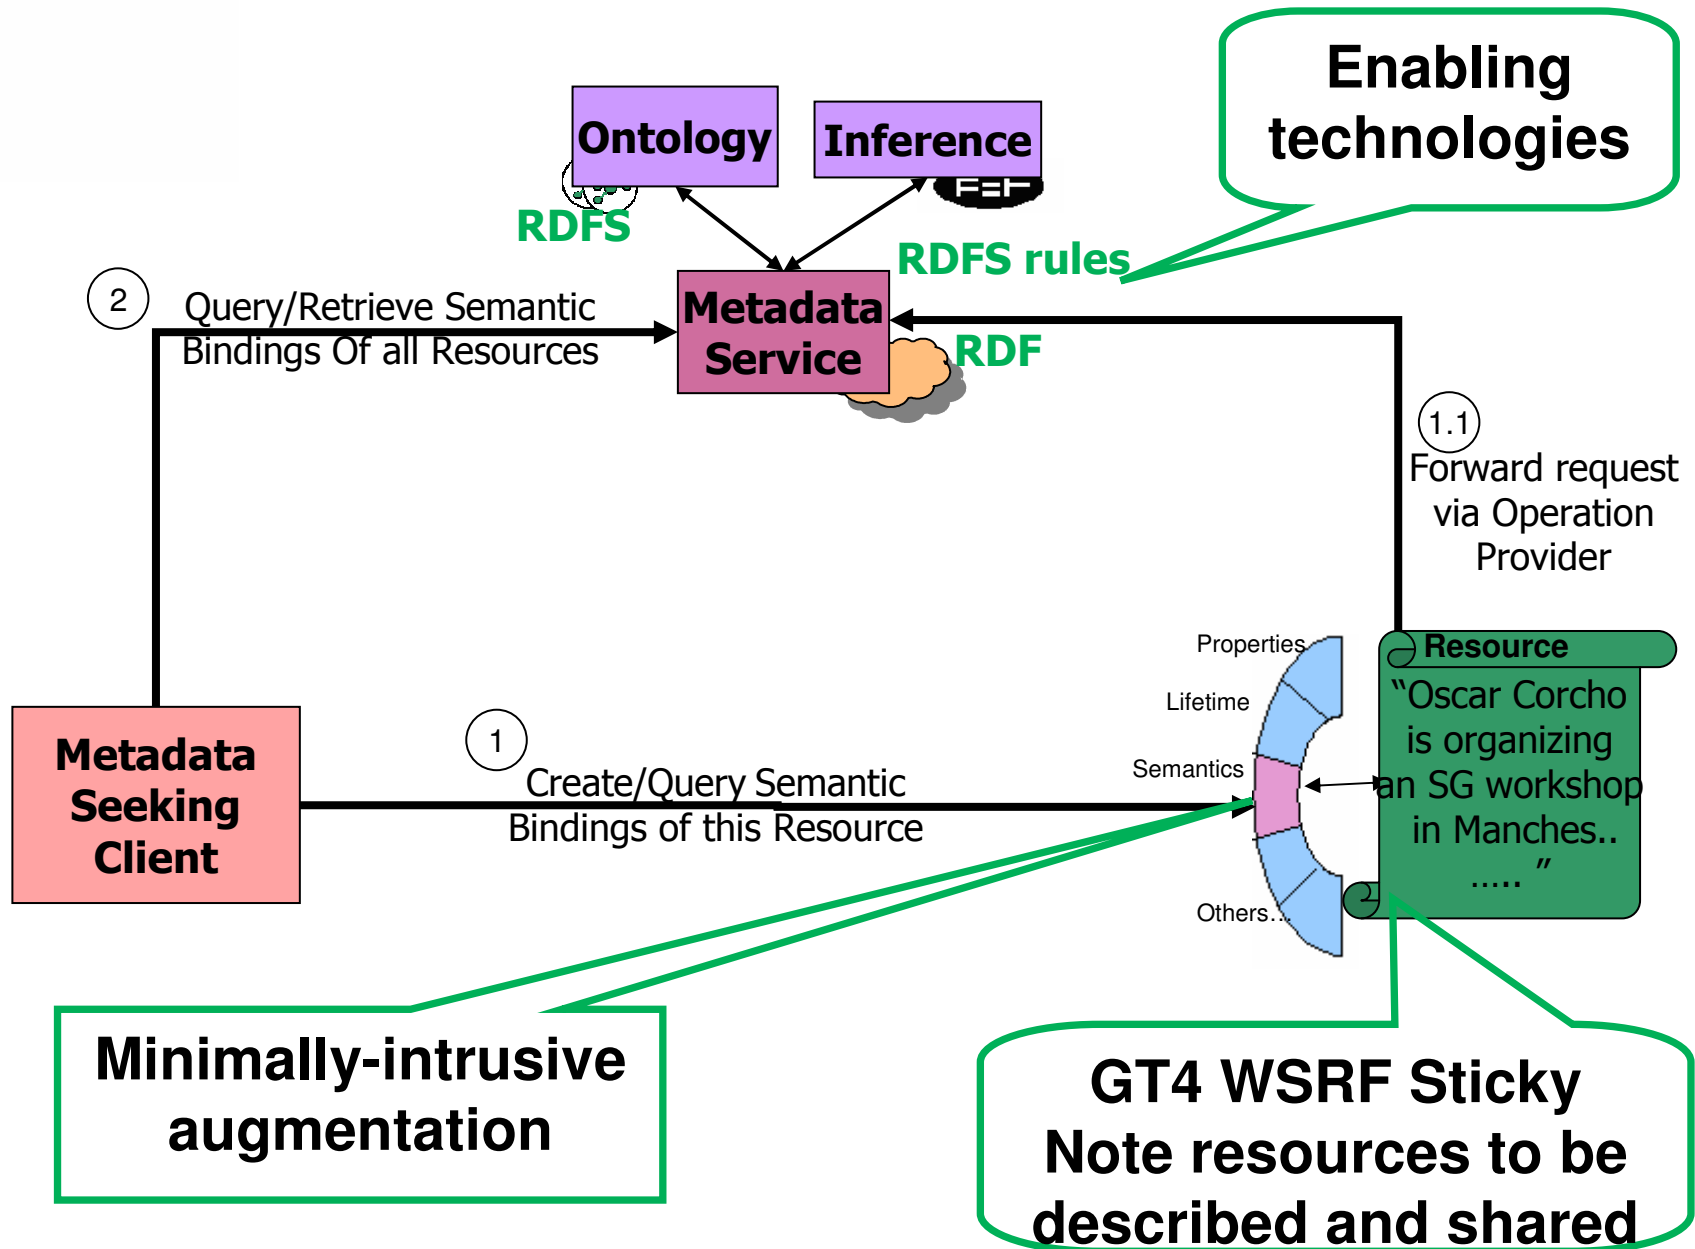 Enabling
technologies
Ontology
Inference
RDFS
RDFS rules
2
Query/Retrieve Semantic
Bindings Of all Resources
Metadata
Service
RDF
1.1
Forward request
via Operation
Provider
Properties
Lifetime
Semantics
Others...
Resource
“Oscar Corcho
is organizing
an SG workshop
in Manches..
..... ”
Metadata
Seeking
Client
1
Create/Query Semantic
Bindings of this Resource
Minimally-intrusive
augmentation
GT4 WSRF Sticky
Note resources to be
described and shared